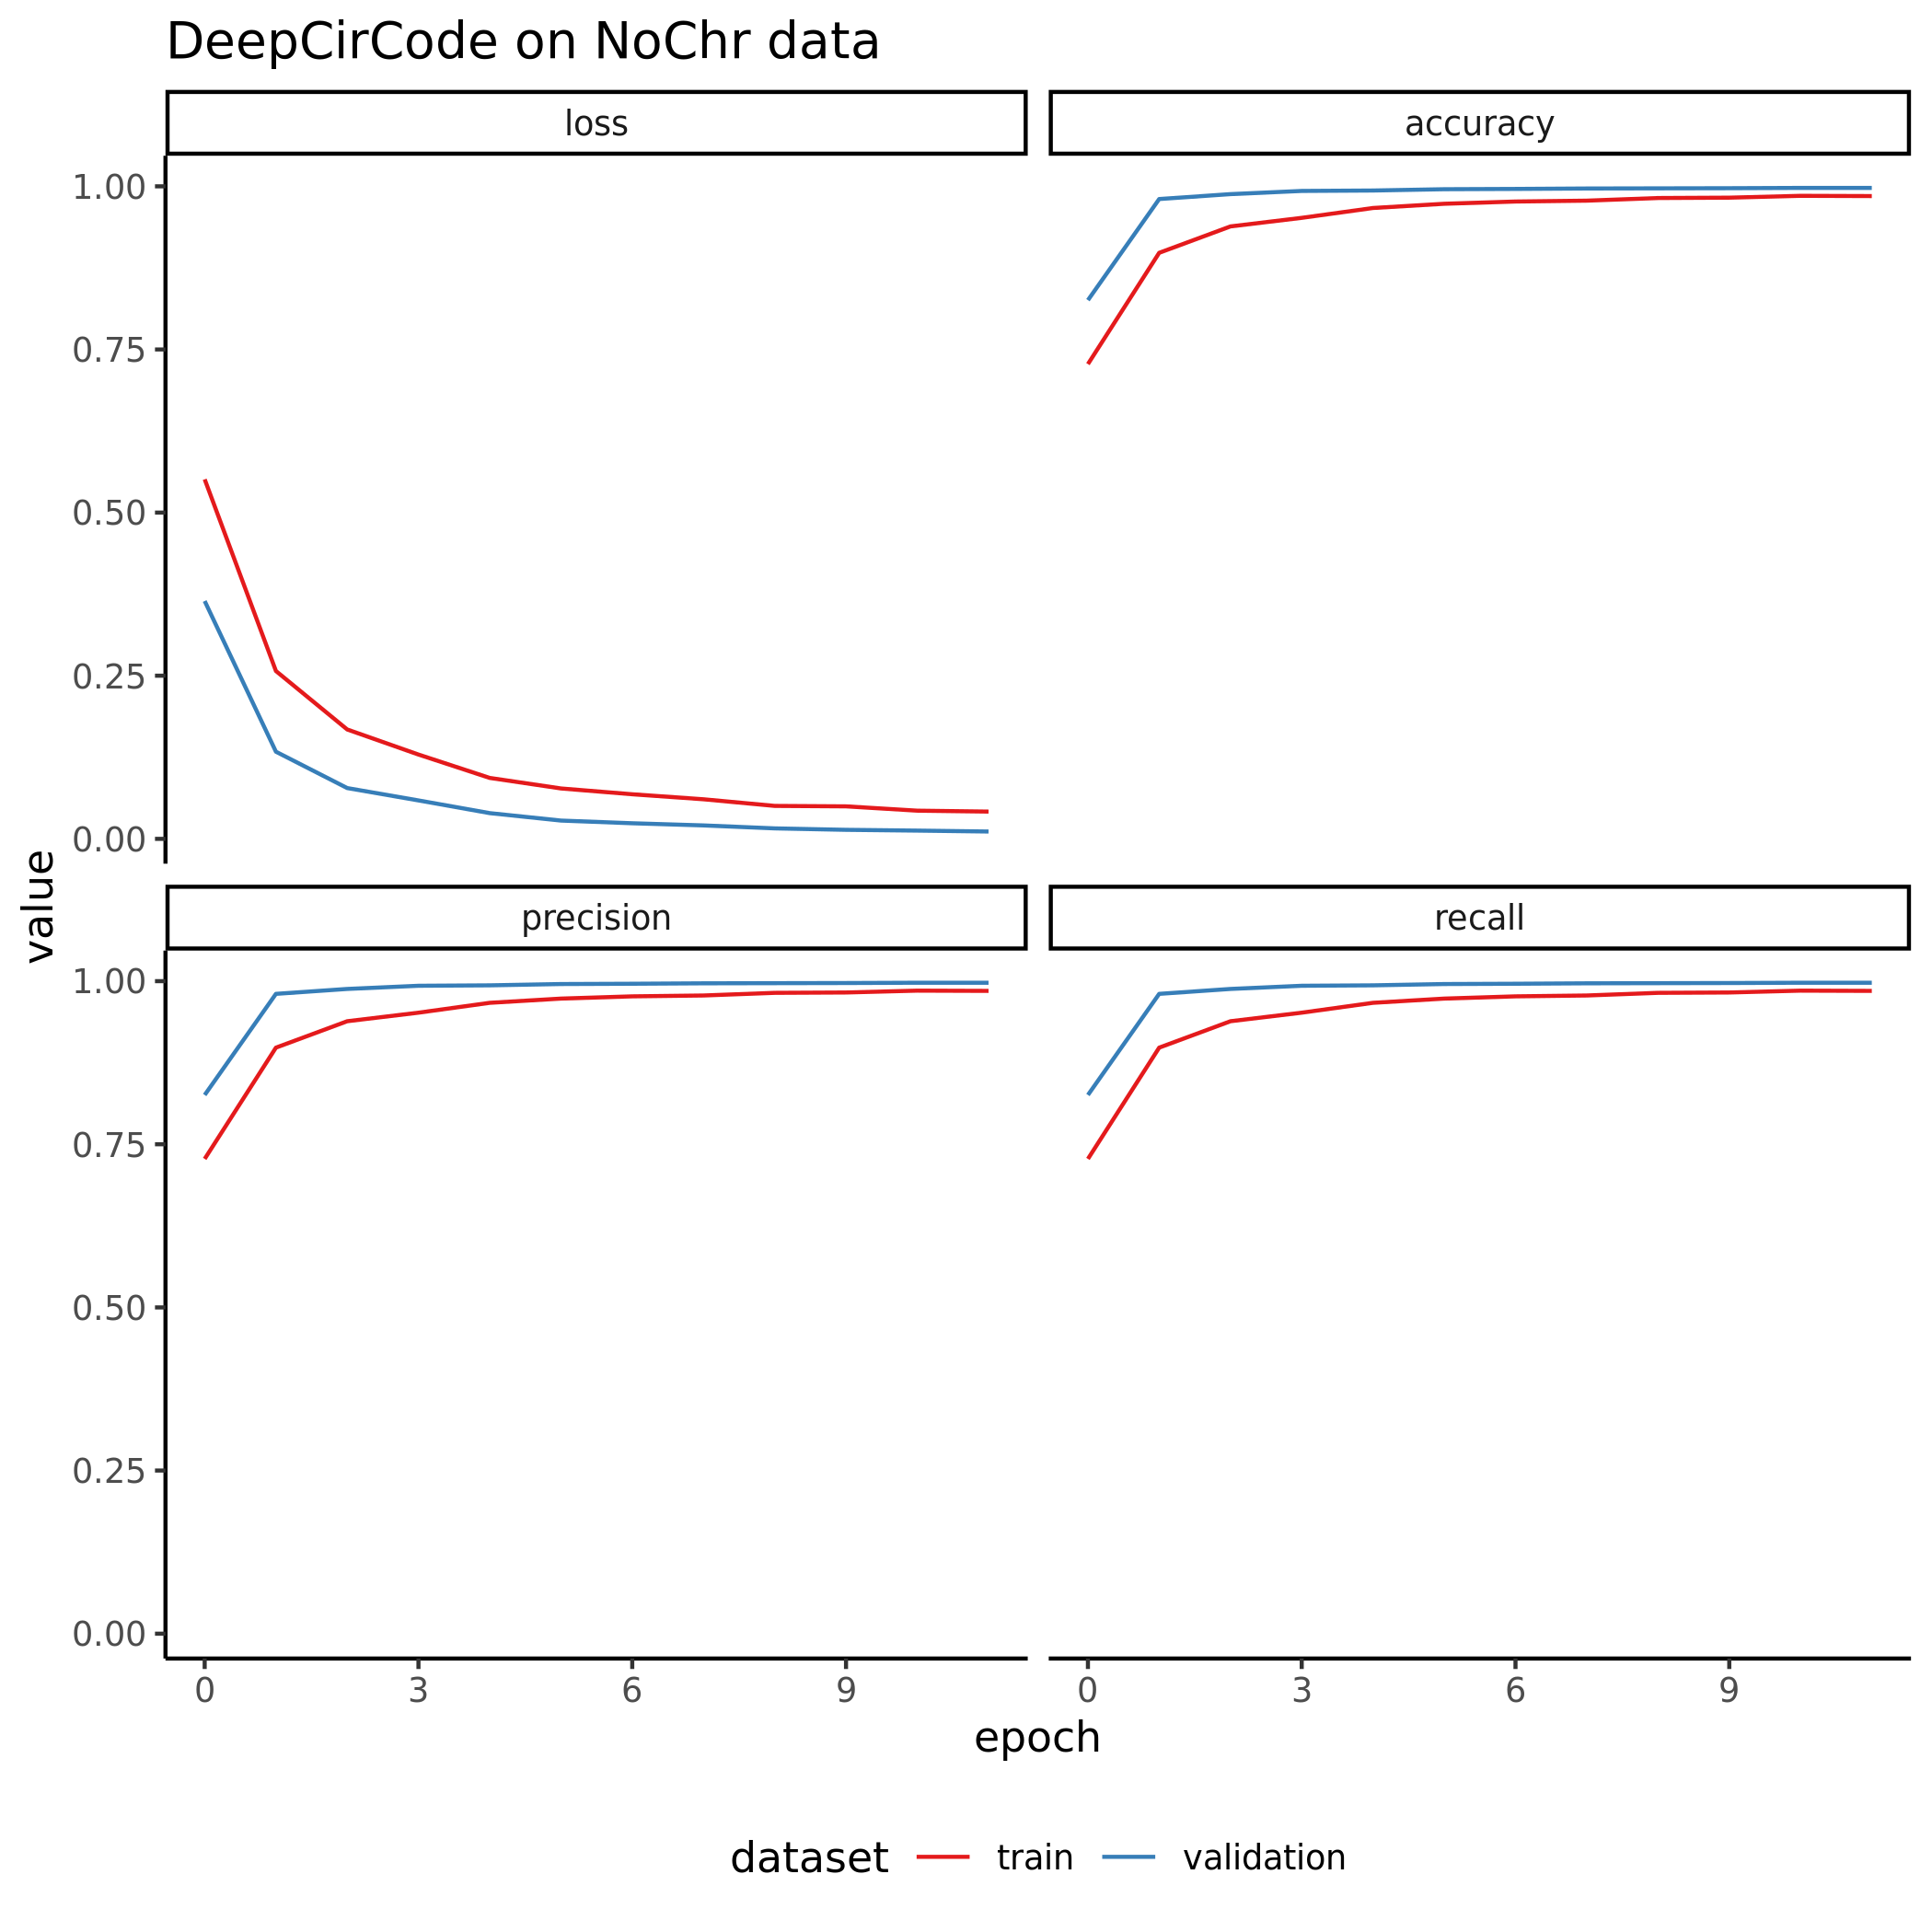 DeepCirCode on NoChr data
loss
accuracy
1.00
0.75
0.50
0.25
0.00
value
precision
recall
1.00
0.75
0.50
0.25
0.00
0 3 6 9
0 3 6 9
epoch
dataset train validation